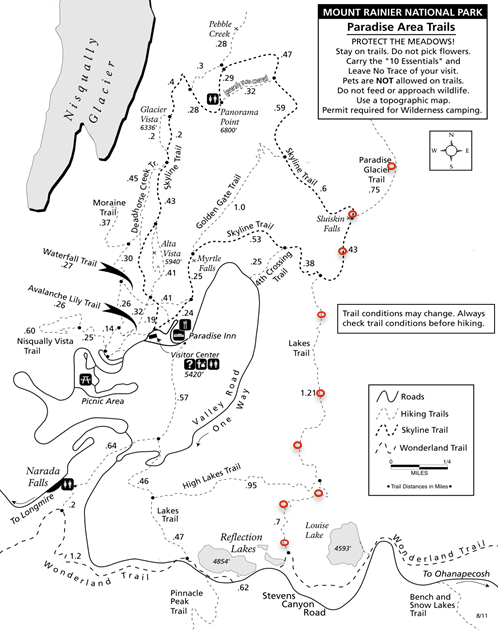 MOUNT RAINIER NATIONAL PARK
Paradise Area Trails
PROTECT THE MEADOWS!
Stay on trails. Do not pick flowers.
Carry the "10 Essentials" and
Leave No Trace of your visit.
Pets are NOT allowed on trails.
Do not feed or approach wildlife.
Use a topographic map.
Permit required for Wilderness camping.
Nisqually
Glacier
Pebble
Creek
.28
.3
.29
.47
.32
.4
.28
Panorama
Point
6800'
.59
N
W
E
S
Glacier
Vista
6336'
.2
.2
Skyline Trail
.6
Paradise
Glacier
Trail
.75
Deadhorse Creek Tr.
.45
Skyline Trail
.43
Golden Gate Trail
1.0
Moraine
Trail
.37
Sluiskin
Falls
Skyline Trail
.53
.43
Waterfall Trail
.27
.30
Alta
Vista
5940'
.41
Myrtle
Falls
.25
.25
4th Crossing
Trail
.38
Avalanche Lily Trail
.26
.26
.32
.41
.19
.24
.60
Nisqually Vista
Trail
.25
.14
Paradise Inn
Visitor Center
?
5420'
Trail conditions may change. Always
check trail conditions before hiking.
Lakes
Trail
Picnic Area
.57
Valley Road
One Way
1.21
Roads
Hiking Trails
Skyline Trail
Wonderland Trail
0
1/4
MILES
• Trail Distances in Miles •
.64
Narada
Falls
To Longmire
.2
.46
High Lakes Trail
.95
Lakes
Trail
.47
.7
Reflection
Lakes
4854'
Louise
Lake
4593'
1.2
Wonderland Trail
.62
Wonderland Trail
To Ohanapecosh
Pinnacle
Peak
Trail
Stevens
Canyon
Road
Bench and
Snow Lakes
Trail
8/11